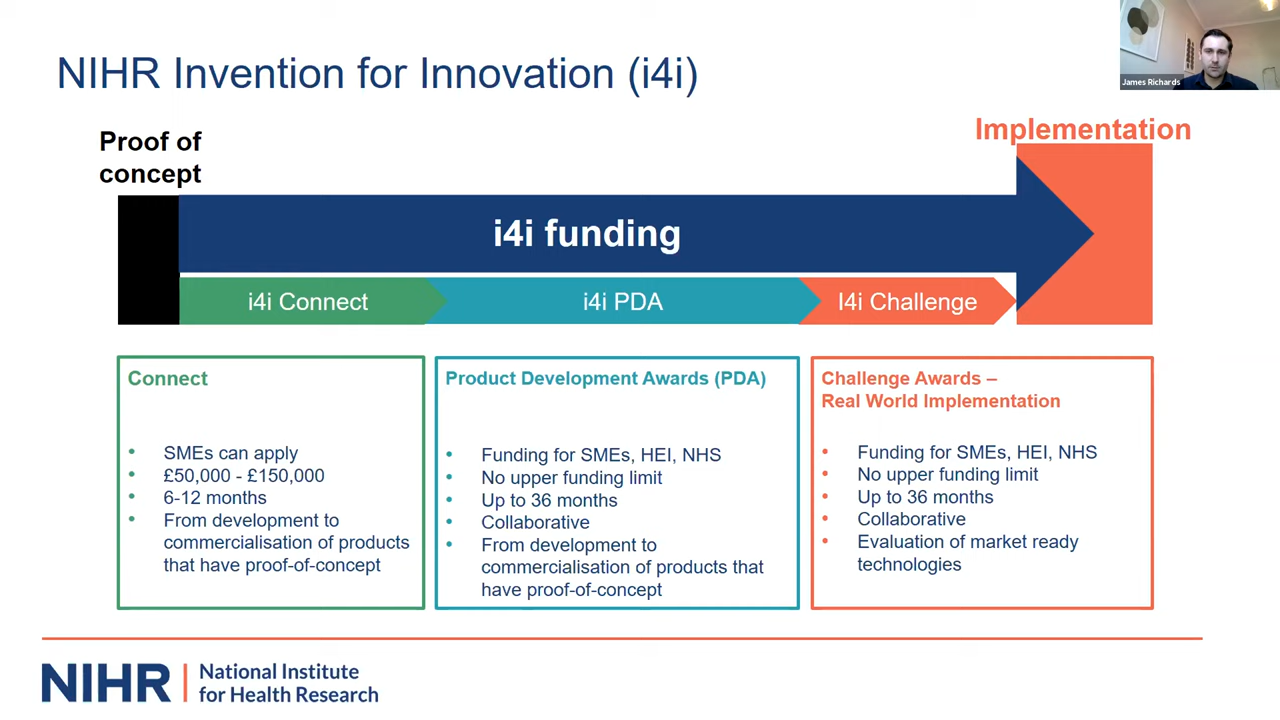 NIHR Invention for Innovation (i4i)
James Richards
Proof of
concept
Implementation
i4i funding
i4i Connect
i4i PDA
I4i Challenge
Connect
• SMEs can apply
• £50,000 - £150,000
• 6-12 months
• From development to
commercialisation of products
that have proof-of-concept
Product Development Awards (PDA)
• Funding for SMEs, HEI, NHS
• No upper funding limit
• Up to 36 months
• Collaborative
• From development to
commercialisation of products that
have proof-of-concept
Challenge Awards –
Real World Implementation
• Funding for SMEs, HEI, NHS
• No upper funding limit
• Up to 36 months
• Collaborative
• Evaluation of market ready
technologies
NIHR | National Institute
for Health Research